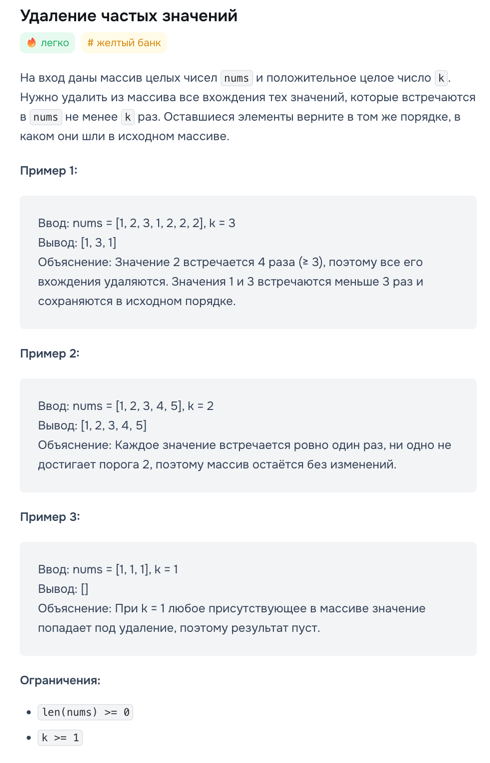 Удаление частых значений
🔥 легко
# желтый банк
На вход даны массив целых чисел nums и положительное целое число k.
Нужно удалить из массива все вхождения тех значений, которые встречаются
в nums не менее k раз. Оставшиеся элементы верните в том же порядке, в
каком они шли в исходном массиве.
Пример 1:
Ввод: nums = [1, 2, 3, 1, 2, 2, 2], k = 3
Вывод: [1, 3, 1]
Объяснение: Значение 2 встречается 4 раза (≥ 3), поэтому все его
вхождения удаляются. Значения 1 и 3 встречаются меньше 3 раз и
сохраняются в исходном порядке.
Пример 2:
Ввод: nums = [1, 2, 3, 4, 5], k = 2
Вывод: [1, 2, 3, 4, 5]
Объяснение: Каждое значение встречается ровно один раз, ни одно не
достигает порога 2, поэтому массив остаётся без изменений.
Пример 3:
Ввод: nums = [1, 1, 1], k = 1
Вывод: []
Объяснение: При k = 1 любое присутствующее в массиве значение
попадает под удаление, поэтому результат пуст.
Ограничения:
• len(nums) >= 0
• k >= 1